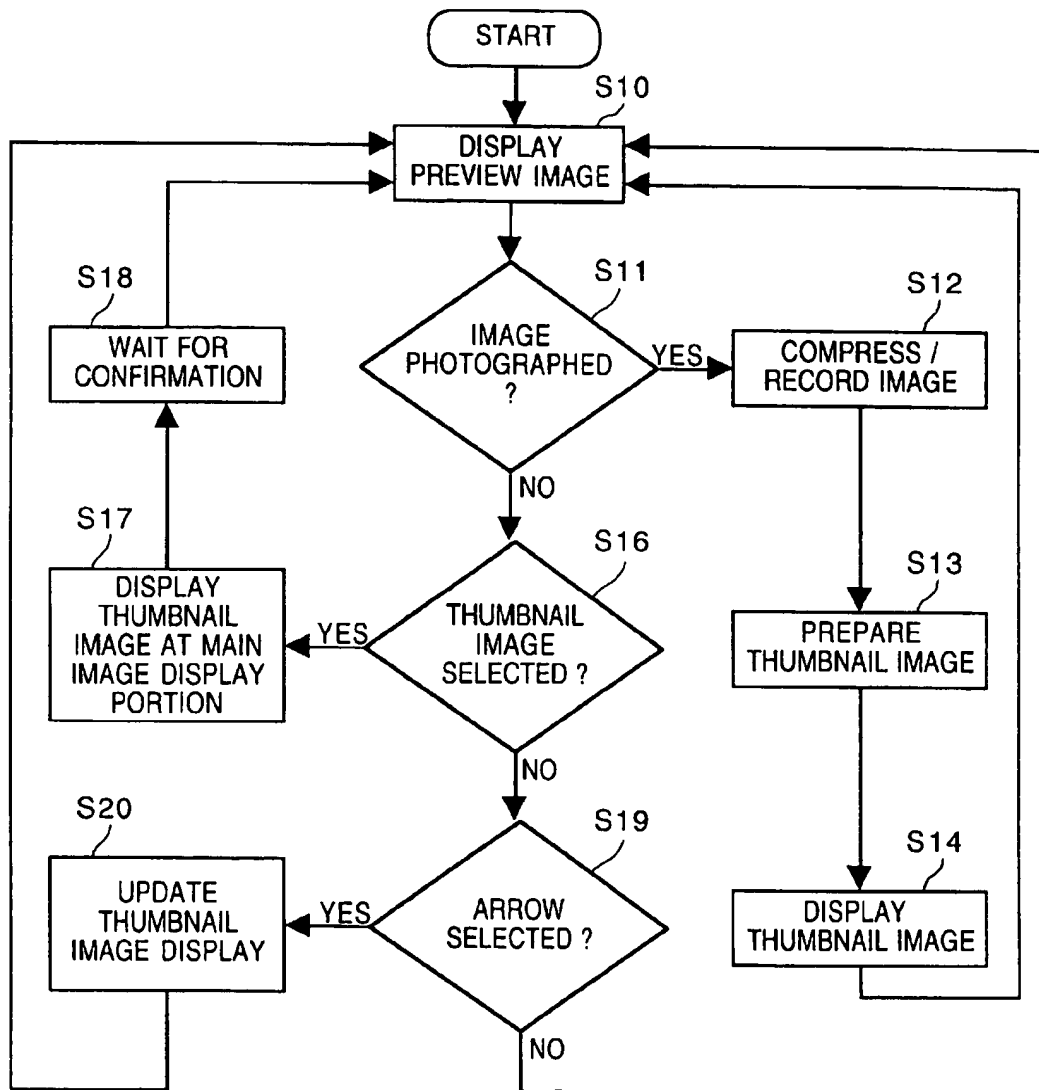 START
S10
DISPLAY
PREVIEW IMAGE
S11
IMAGE
PHOTOGRAPHED
?
YES
NO
S12
COMPRESS /
RECORD IMAGE
S18
WAIT FOR
CONFIRMATION
S17
DISPLAY
THUMBNAIL
IMAGE AT MAIN
IMAGE DISPLAY
PORTION
S16
THUMBNAIL
IMAGE
SELECTED ?
YES
NO
S13
PREPARE
THUMBNAIL IMAGE
S20
UPDATE
THUMBNAIL
IMAGE DISPLAY
S19
ARROW
SELECTED ?
YES
NO
S14
DISPLAY
THUMBNAIL IMAGE